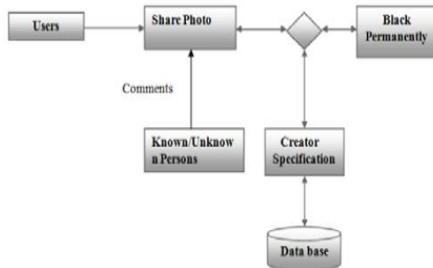 Users
Share Photo
Black
Permanently
Comments
Known/Unknow
n Persons
Creator
Specification
Data base